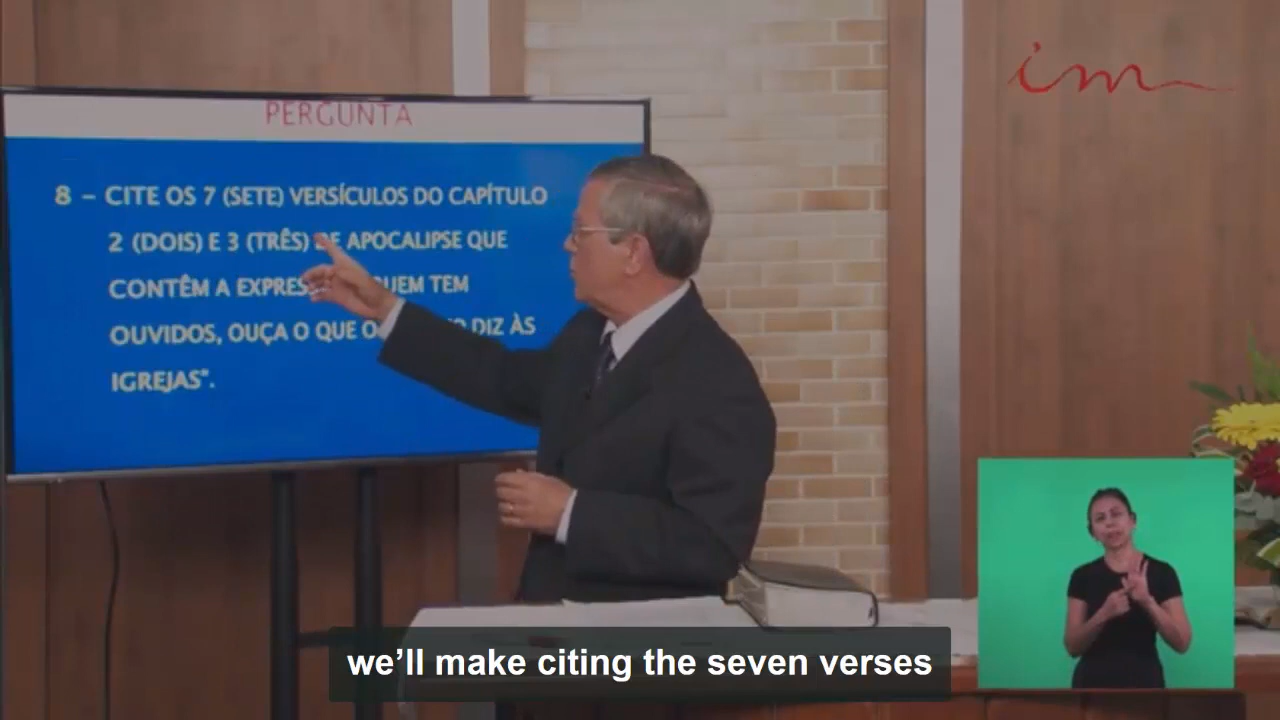 im
PERGUNTA
8 – CITE OS 7 (SETE) VERSÍCULOS DO CAPÍTULO
2 (DOIS) E 3 (TRÊS) DE APOCALIPSE QUE
CONTÊM A QUEM TEM
OUVIDOS, OUÇA O QUE DIZ ÀS
IGREJAS".
we’ll make citing the seven verses